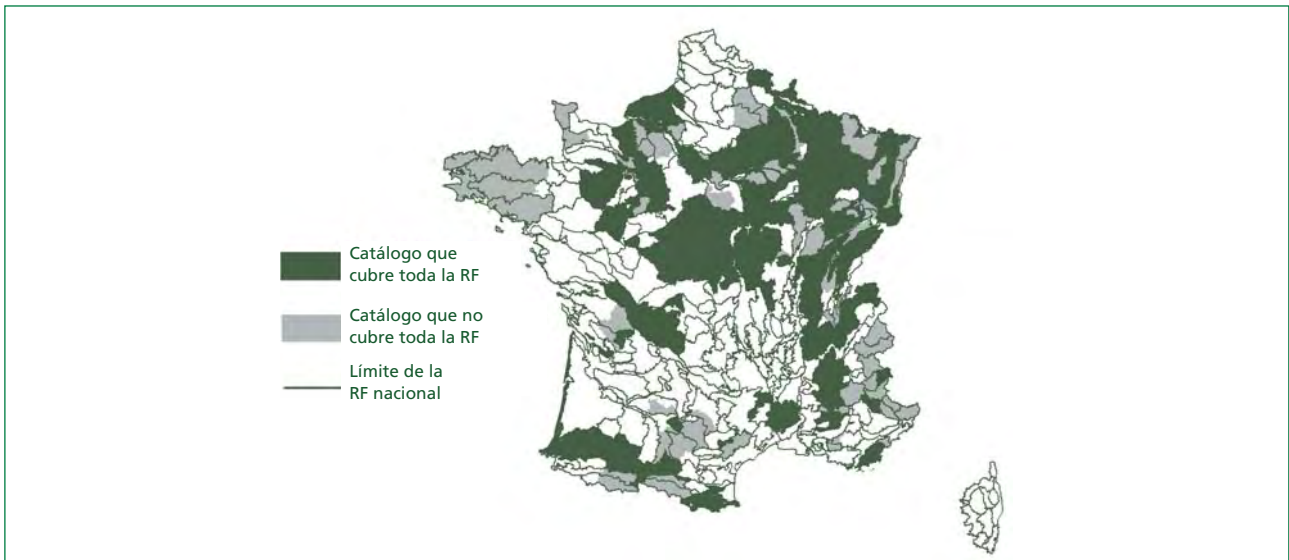 Catálogo que
cubre toda la RF
Catálogo que no
cubre toda la RF
Límite de la
RF nacional